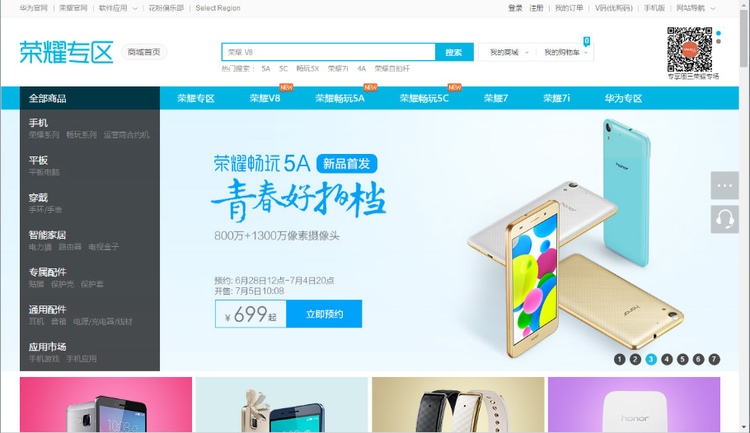 华为官网 | 荣耀官网 | 软件应用 | 花粉俱乐部 | Select Region
登录 注册 | 我的订单 | V码(优购码) | 手机版 | 网站导航
荣耀专区
商城首页
荣耀 V8
搜索
我的商城
我的购物车
0
热门搜索： 5A 5C 畅玩5X 荣耀7i 4A 荣耀自拍杆
专享周三荣耀专场
全部商品
荣耀专区 荣耀V8 NEW 荣耀畅玩5A NEW 荣耀畅玩5C NEW 荣耀7 荣耀7i 华为专区
手机
荣耀系列 畅玩系列 运营商合约机
平板
平板电脑
穿戴
手环/手表
智能家居
电力猫 路由器 电视盒子
专属配件
贴膜 保护壳 保护套
通用配件
耳机 音箱 电源/充电器/线材
应用市场
手机游戏 手机应用
荣耀畅玩5A 新品首发
青春好拍档
800万+1300万像素摄像头
预约: 6月28日12点~7月4日20点
开售: 7月5日10:08
¥699起
立即预约
honor
honor
honor
1 2 3 4 5 6 7
honor